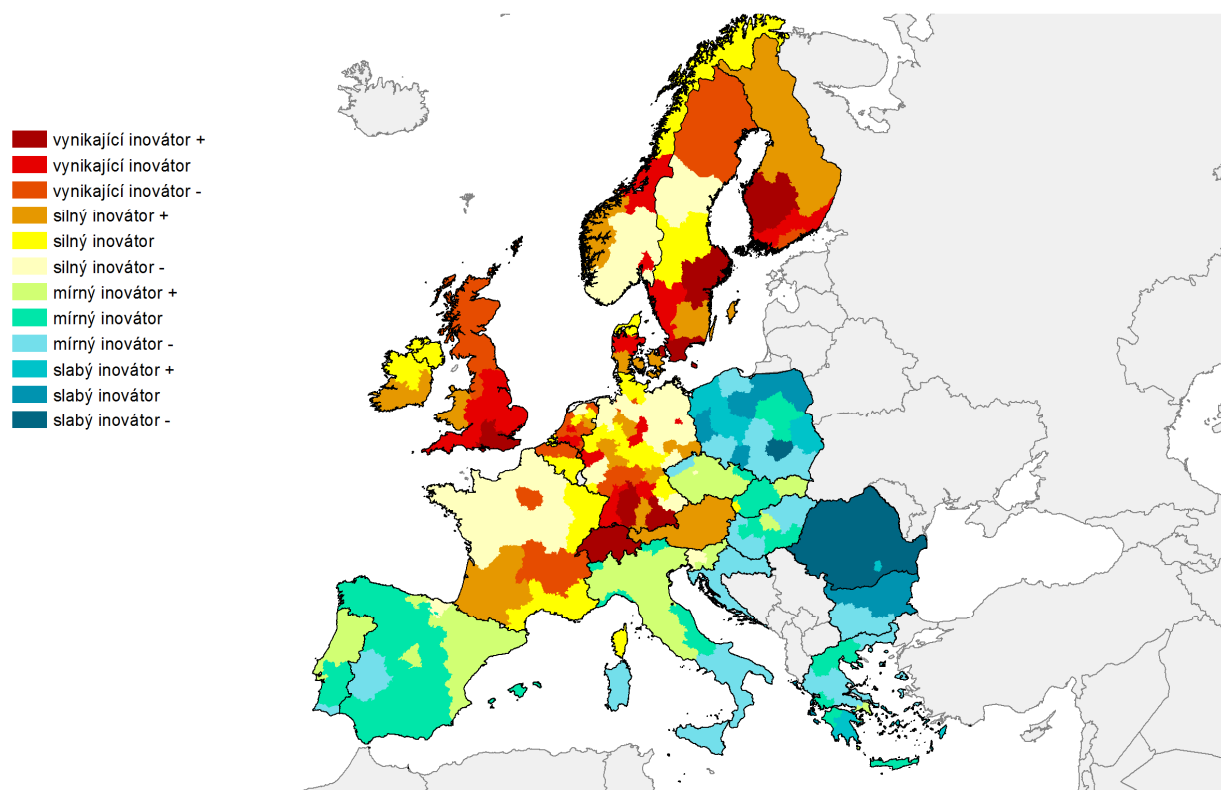 vynikající inovátor +
vynikající inovátor
vynikající inovátor -
silný inovátor +
silný inovátor
silný inovátor -
mírný inovátor +
mírný inovátor
mírný inovátor -
slabý inovátor +
slabý inovátor
slabý inovátor -